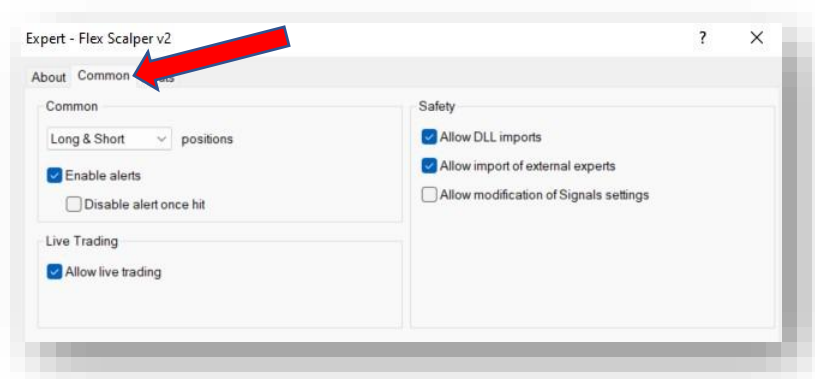 Expert - Flex Scalper v2
?
About Common
Common
Long & Short positions
Enable alerts
Disable alert once hit
Live Trading
Allow live trading
Safety
Allow DLL imports
Allow import of external experts
Allow modification of Signals settings